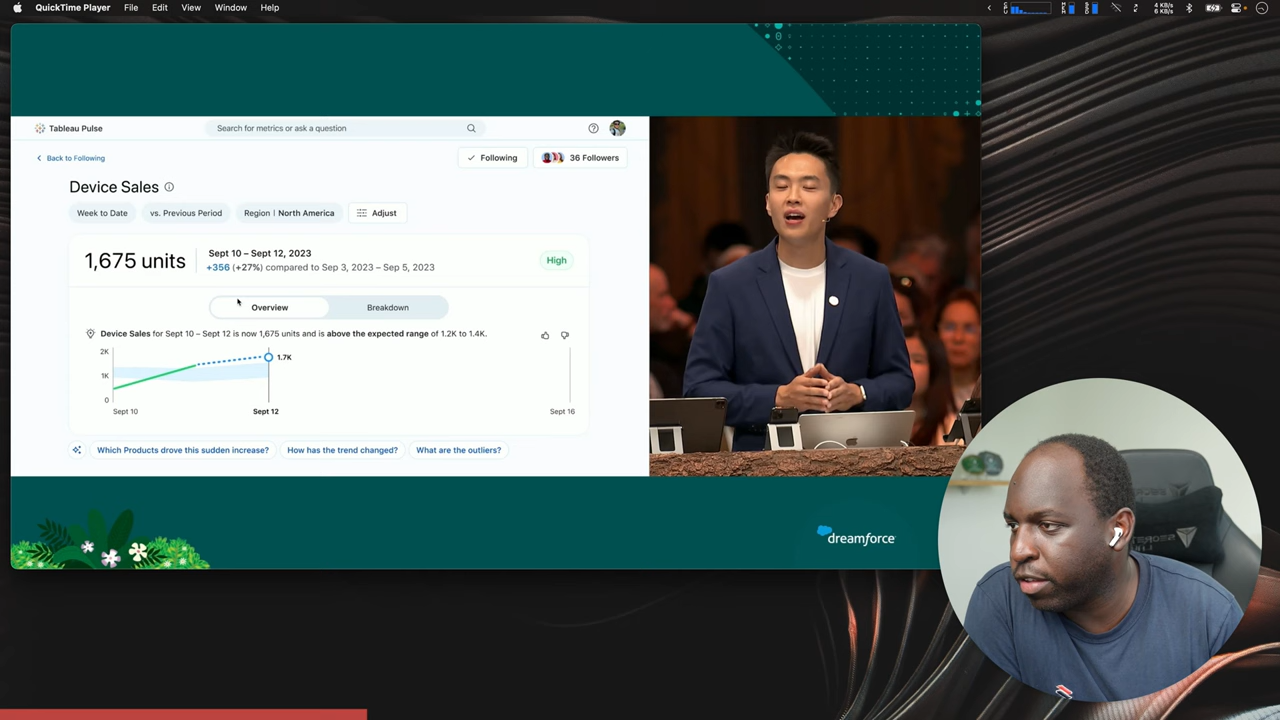 QuickTime Player File Edit View Window Help
4 KB/s
6 KB/s
Tableau Pulse
Search for metrics or ask a question
Back to Following
Following
36 Followers
Device Sales
Week to Date
vs. Previous Period
Region | North America
Adjust
1,675 units
Sept 10 – Sept 12, 2023
+356 (+27%) compared to Sep 3, 2023 – Sep 5, 2023
High
Overview
Breakdown
Device Sales for Sept 10 – Sept 12 is now 1,675 units and is above the expected range of 1.2K to 1.4K.
2K
1.7K
1K
0
Sept 10
Sept 12
Sept 16
Which Products drove this sudden increase?
How has the trend changed?
What are the outliers?
dreamforce